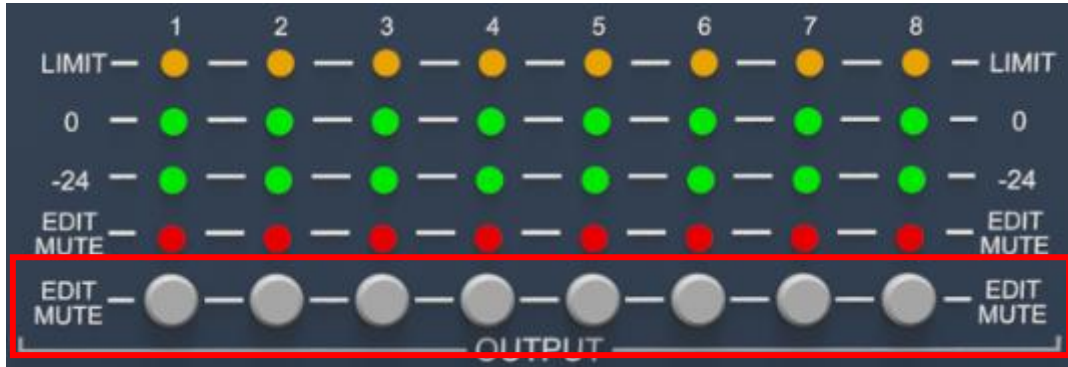 1 2 3 4 5 6 7 8
LIMIT LIMIT
0 0
-24 -24
EDIT MUTE EDIT MUTE
EDIT MUTE EDIT MUTE
OUTPUT